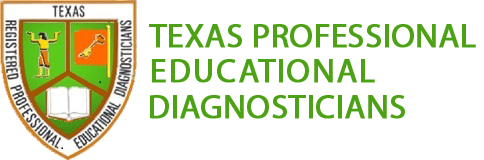 TEXAS
REGISTERED PROFESSIONAL. EDUCATIONAL DIAGNOSTICIANS
TEXAS PROFESSIONAL
EDUCATIONAL
DIAGNOSTICIANS